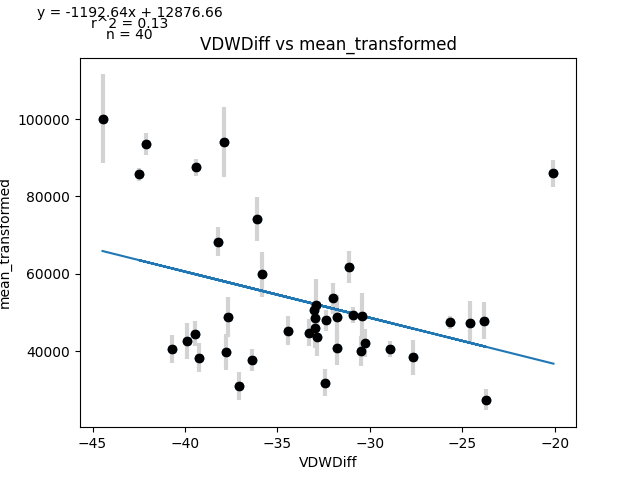 y = -1192.64x + 12876.66
r^2 = 0.13
n = 40
VDWDiff vs mean_transformed
mean_transformed
100000
80000
60000
40000
−45
−40
−35
−30
−25
−20
VDWDiff